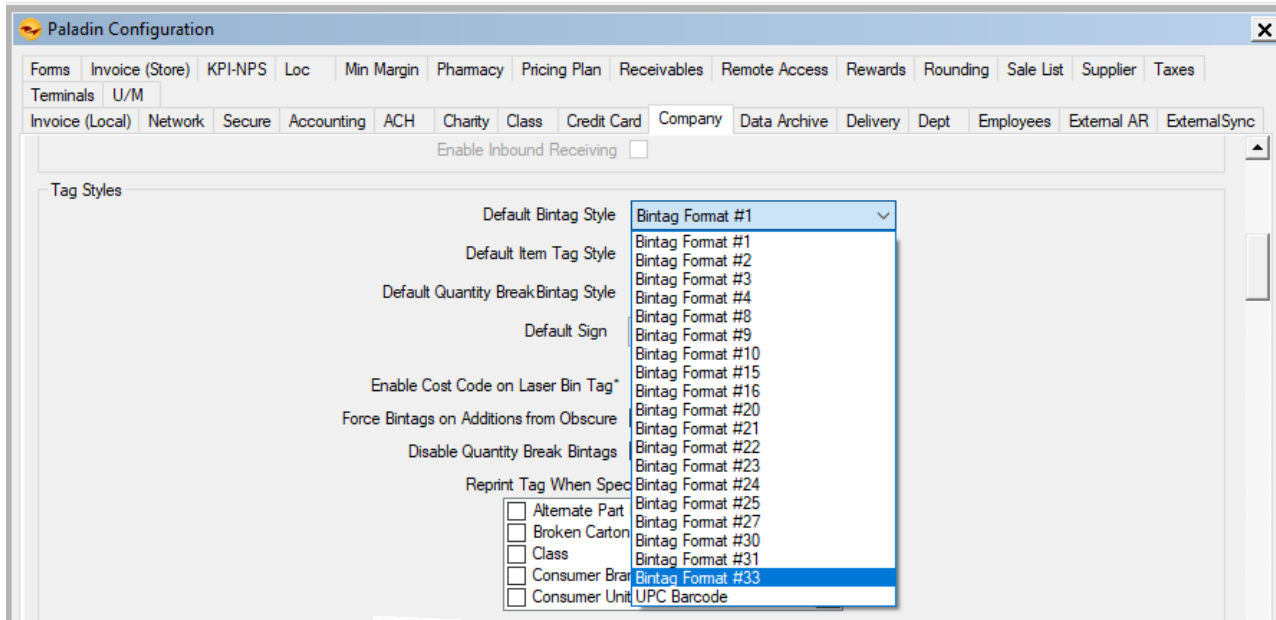 Paladin Configuration
Forms Invoice (Store) KPI-NPS Loc Min Margin Pharmacy Pricing Plan Receivables Remote Access Rewards Rounding Sale List Supplier Taxes
Terminals U/M
Invoice (Local) Network Secure Accounting ACH Charity Class Credit Card Company Data Archive Delivery Dept Employees External AR ExternalSync
Enable Inbound Receiving
Tag Styles
Default Bintag Style Bintag Format #1
Bintag Format #1
Default Item Tag Style Bintag Format #2
Bintag Format #3
Default Quantity Break Bintag Style Bintag Format #4
Bintag Format #8
Default Sign Bintag Format #9
Bintag Format #10
Bintag Format #15
Enable Cost Code on Laser Bin Tag* Bintag Format #16
Force Bintags on Additions from Obscure Bintag Format #20
Bintag Format #21
Disable Quantity Break Bintags Bintag Format #22
Bintag Format #23
Reprint Tag When Spec Bintag Format #24
Alternate Part Bintag Format #25
Broken Carton Bintag Format #27
Bintag Format #30
Class Bintag Format #31
Consumer Bran Bintag Format #33
Consumer Unit UPC Barcode